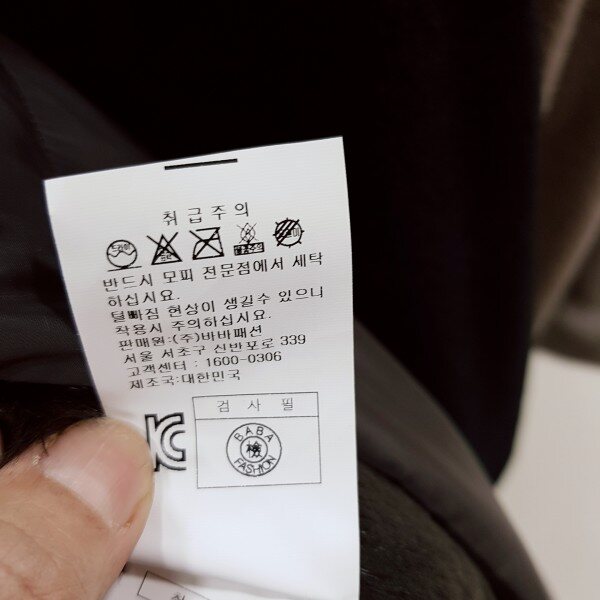 취급주의
반드시 모피 전문점에서 세탁
하십시요.
털빠짐 현상이 생길수 있으니
착용시 주의하십시요.
판매원:(주)바바패션
서울 서초구 신반포로 339
고객센터 : 1600-0306
제조국:대한민국
검사필
BABA
檢
FASHION